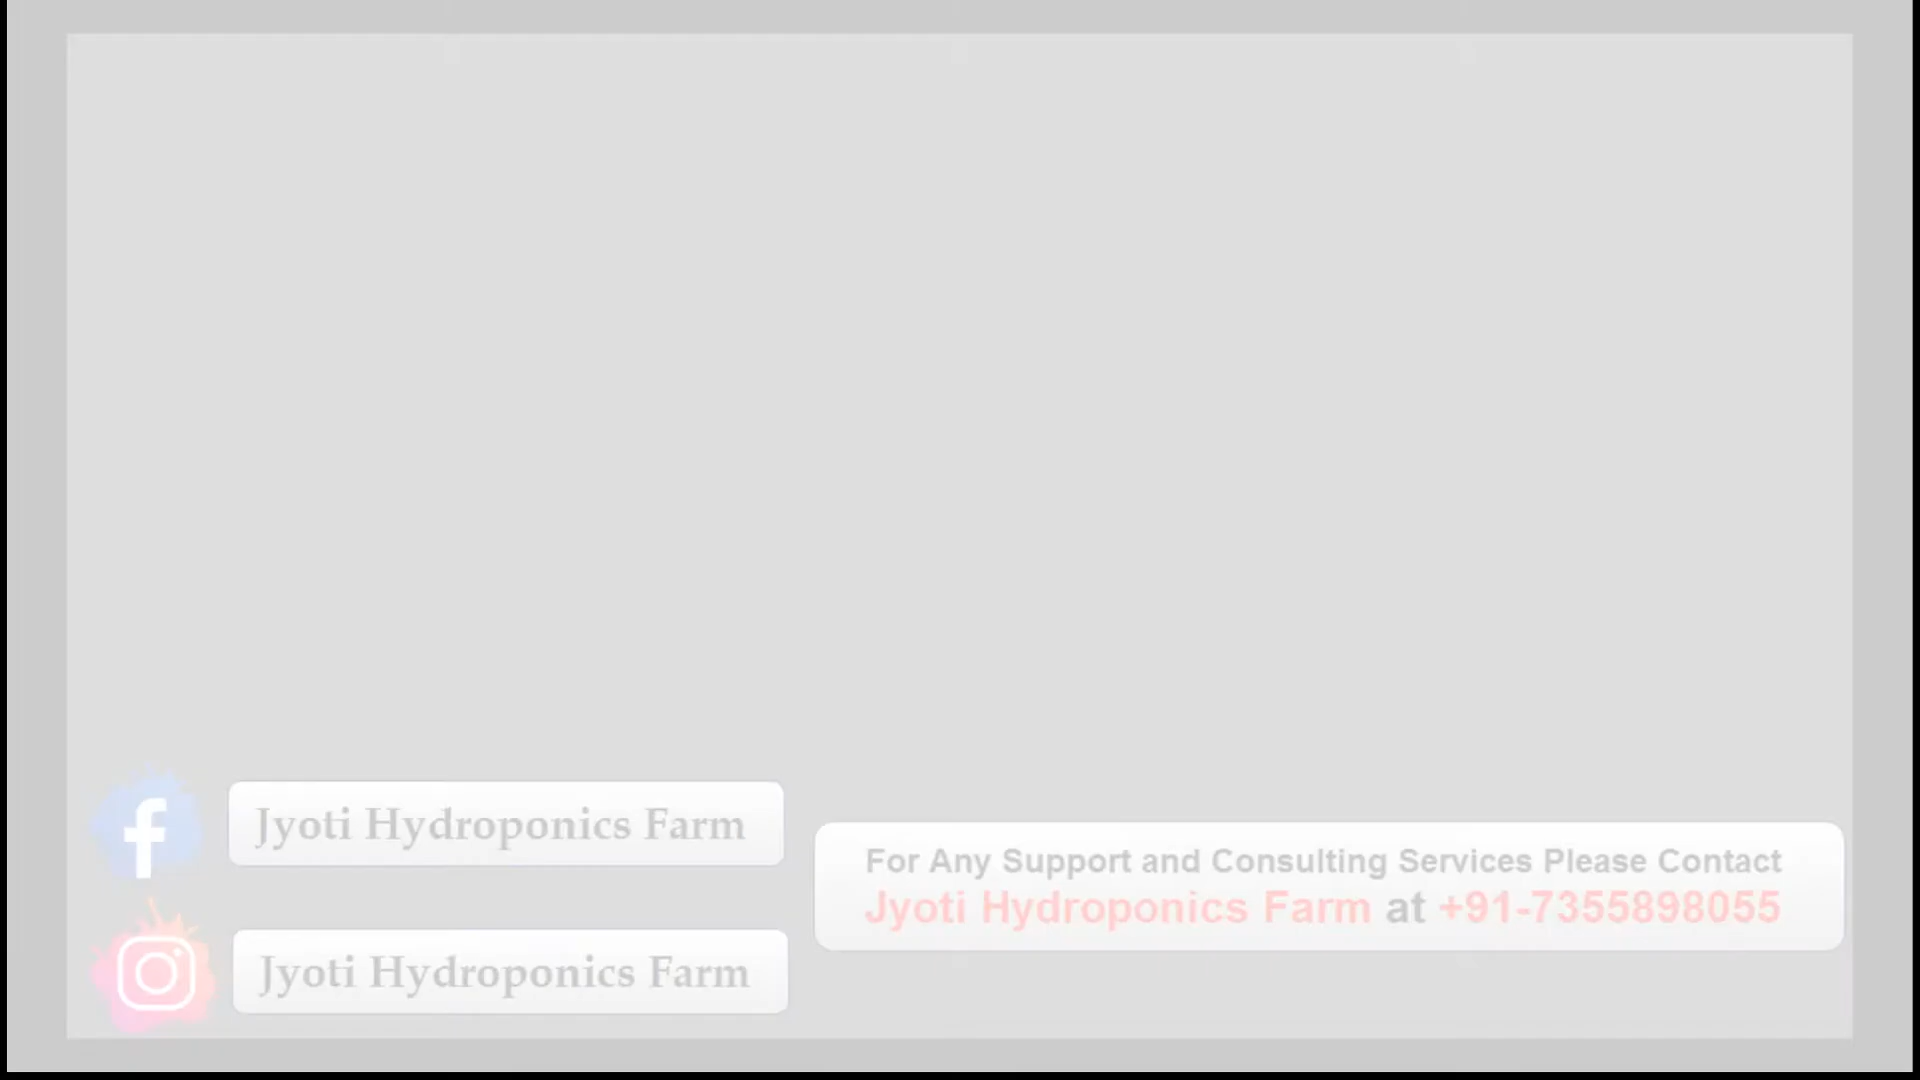 Jyoti Hydroponics Farm
For Any Support and Consulting Services Please Contact
Jyoti Hydroponics Farm at +91-7355898055
Jyoti Hydroponics Farm